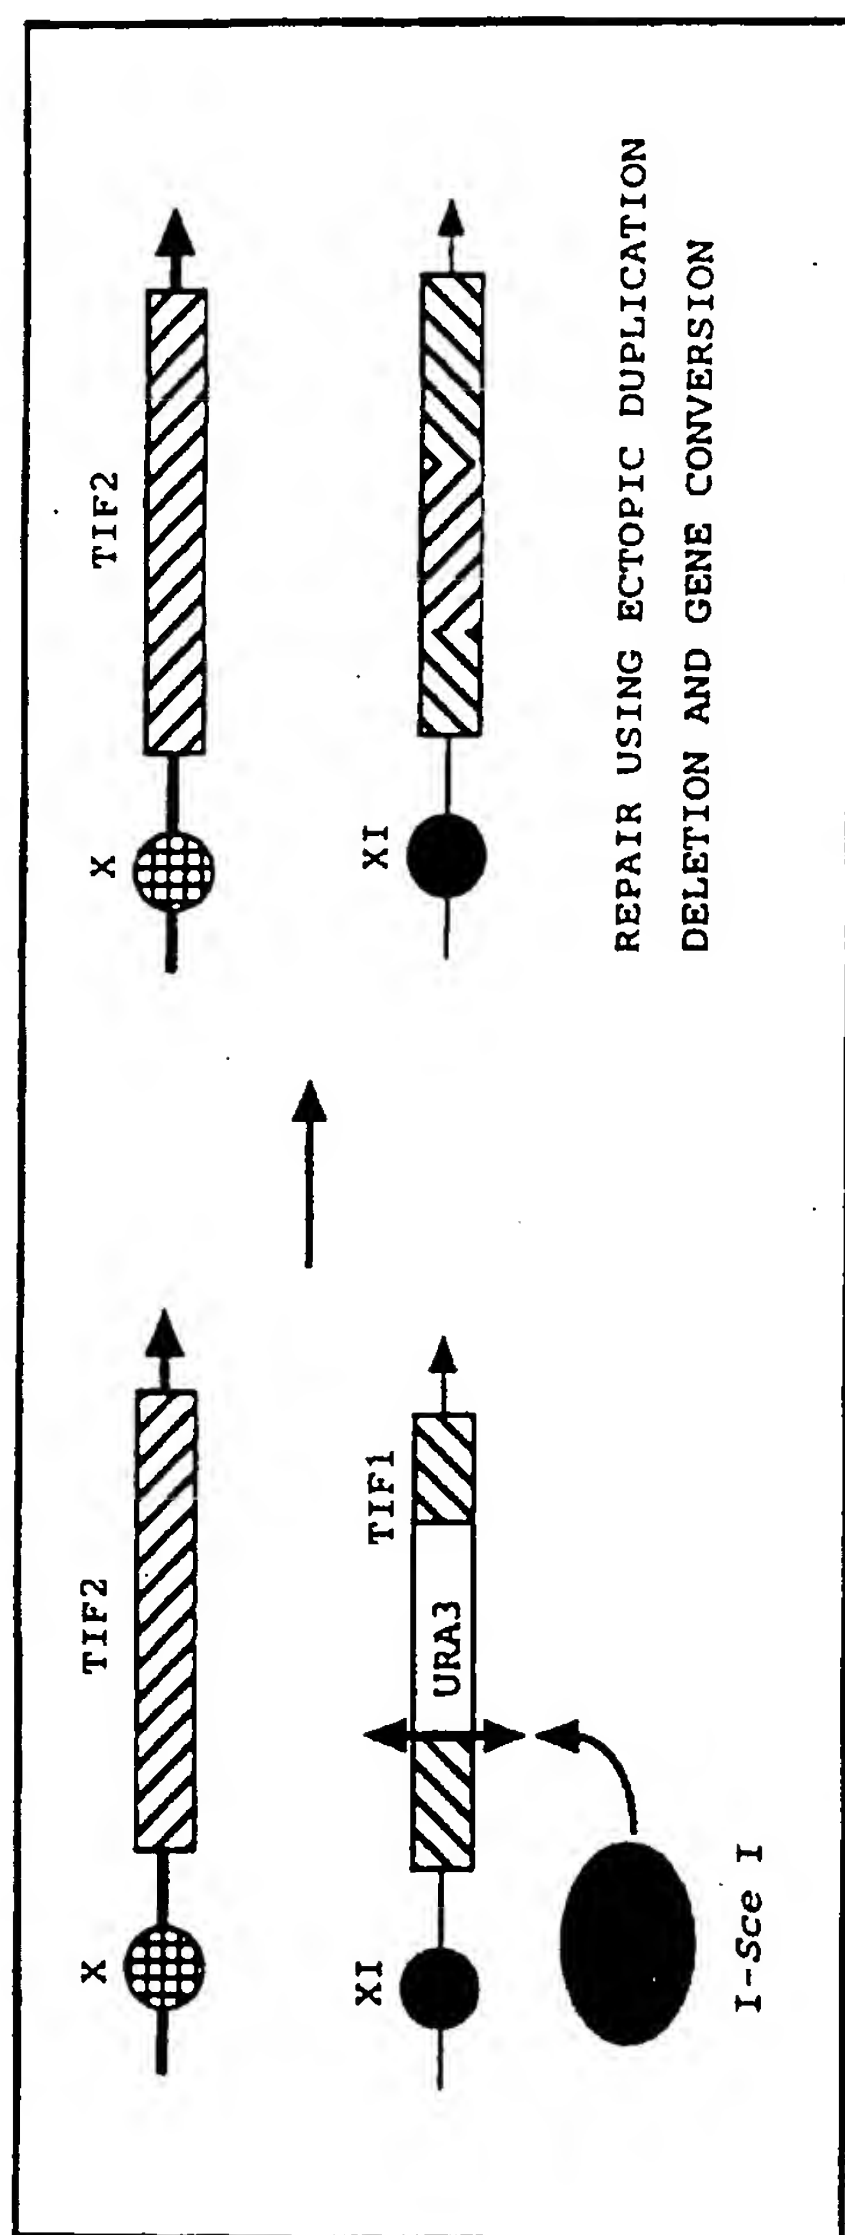 X
TIF2
XI
URA3
TIF1
I-Sce I
X
TIF2
XI
REPAIR USING ECTOPIC DUPLICATION
DELETION AND GENE CONVERSION